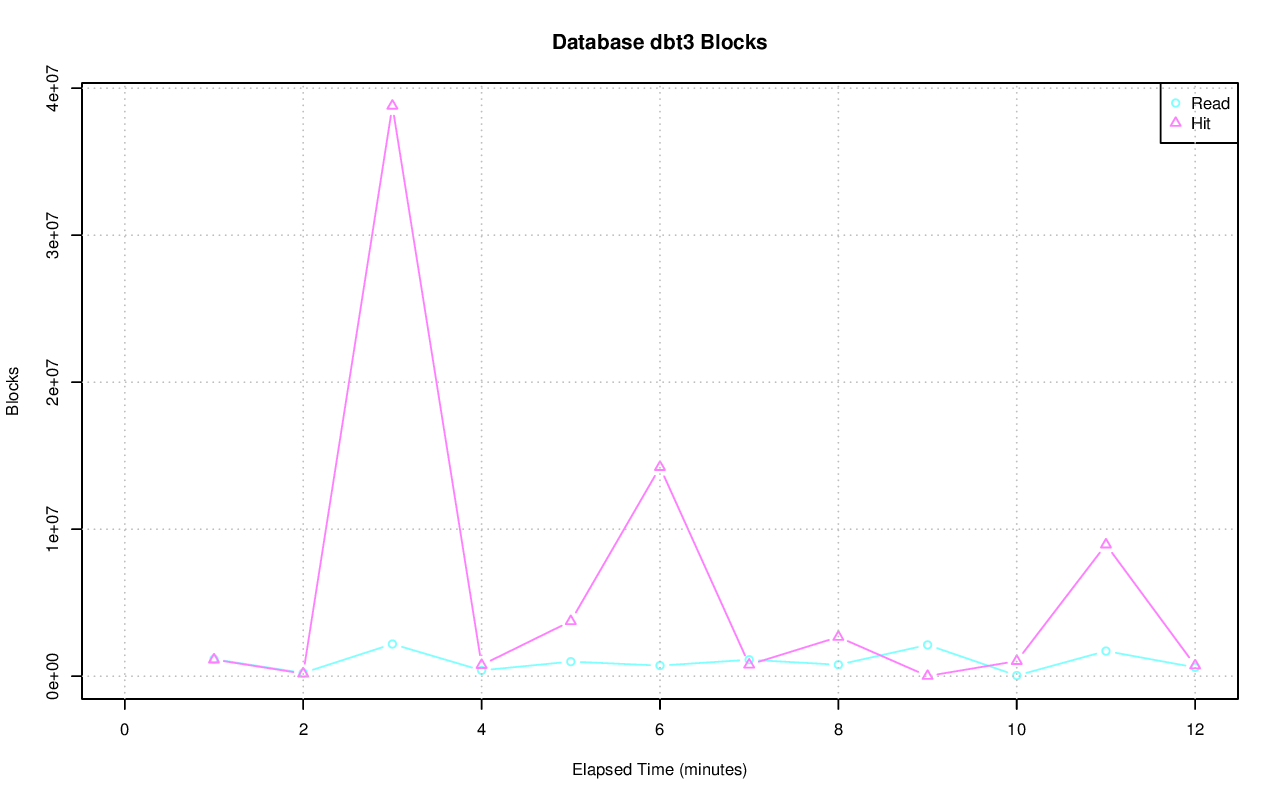 Database dbt3 Blocks
Read
Hit
4e+07
3e+07
2e+07
1e+07
0e+00
Blocks
0 2 4 6 8 10 12
Elapsed Time (minutes)